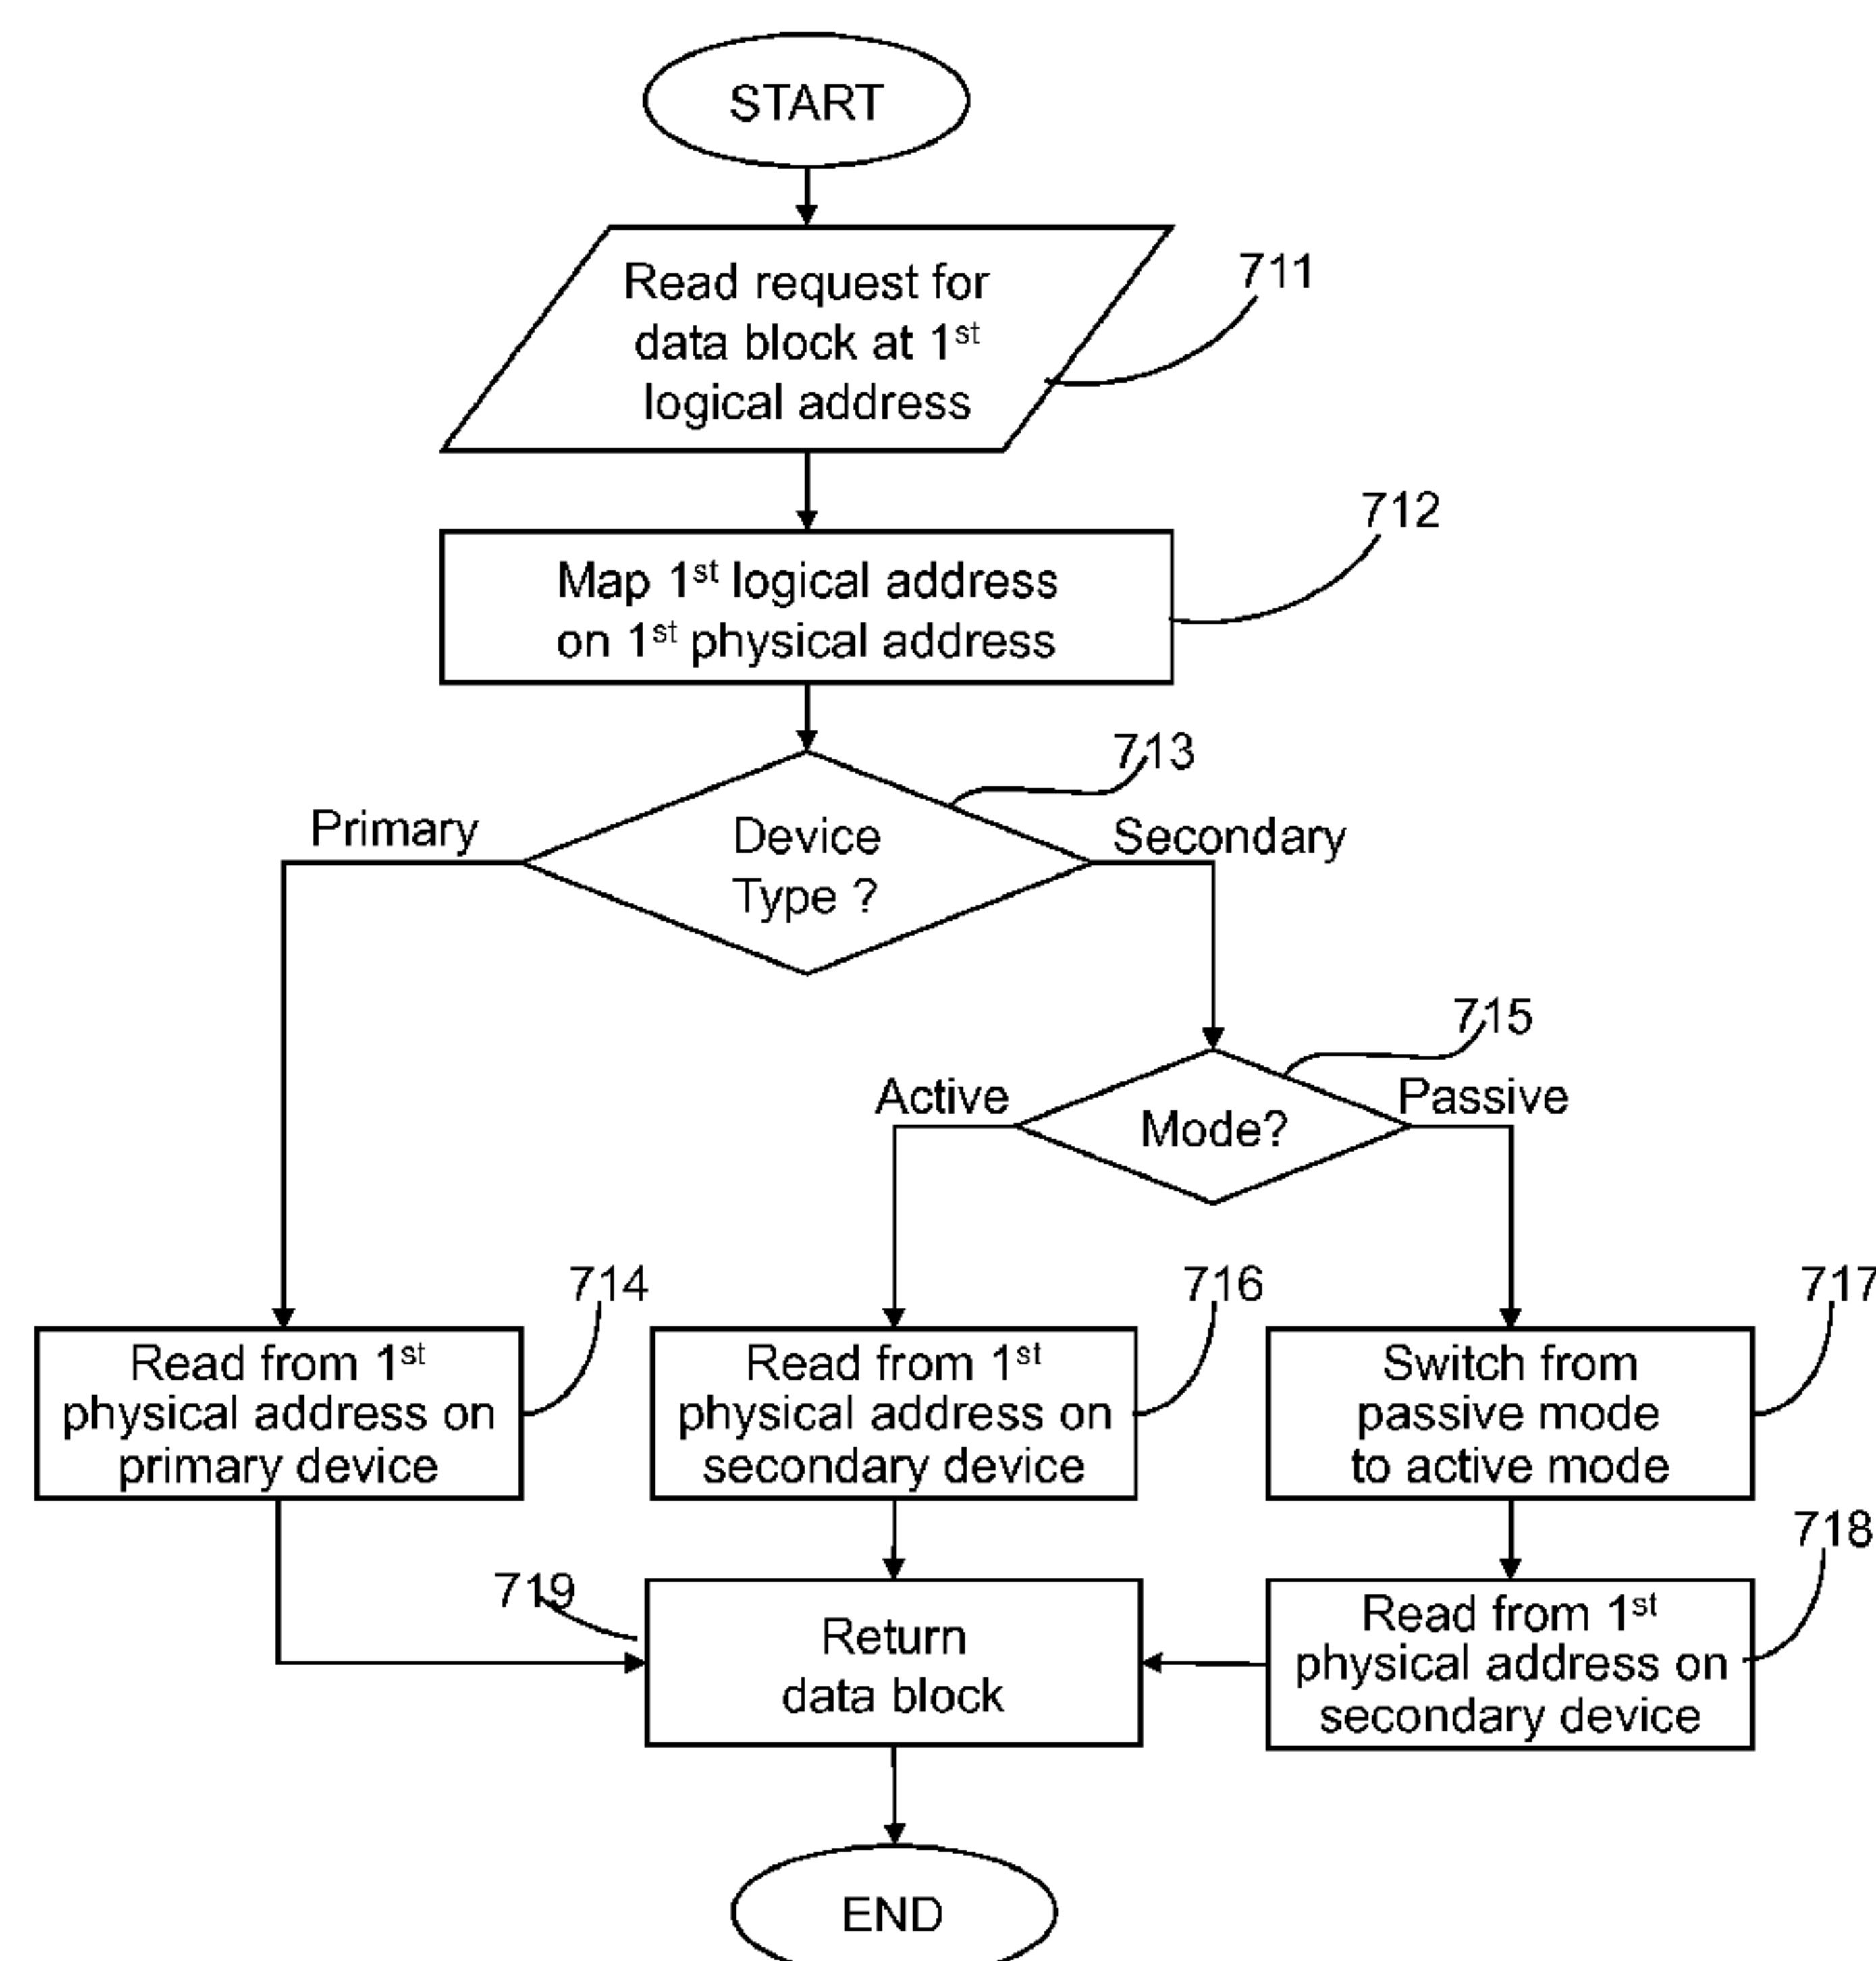 START
Read request for
data block at 1st
logical address
711
Map 1st logical address
on 1st physical address
712
713
Primary
Device
Type ?
Secondary
715
Active
Mode?
Passive
714
Read from 1st
physical address on
primary device
716
Read from 1st
physical address on
secondary device
717
Switch from
passive mode
to active mode
719
Return
data block
718
Read from 1st
physical address on
secondary device
END